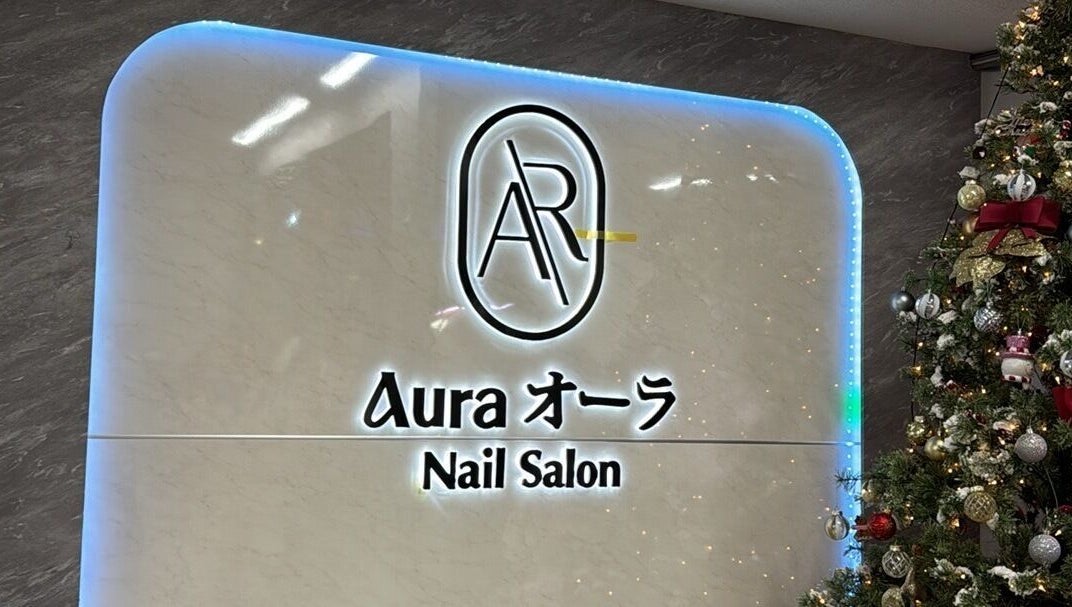 AR
Aura オーラ
Nail Salon